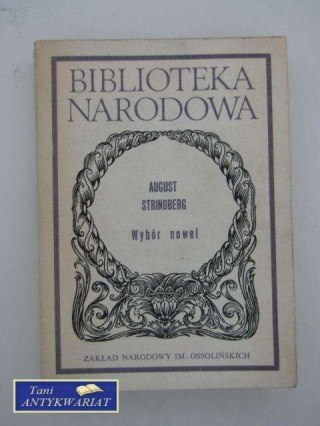 BIBLIOTEKA
NARODOWA
AUGUST
STRINDBERG
Wybór nowel
ZAKŁAD NARODOWY IM. OSSOLIŃSKICH
Tani
ANTYKWARIAT